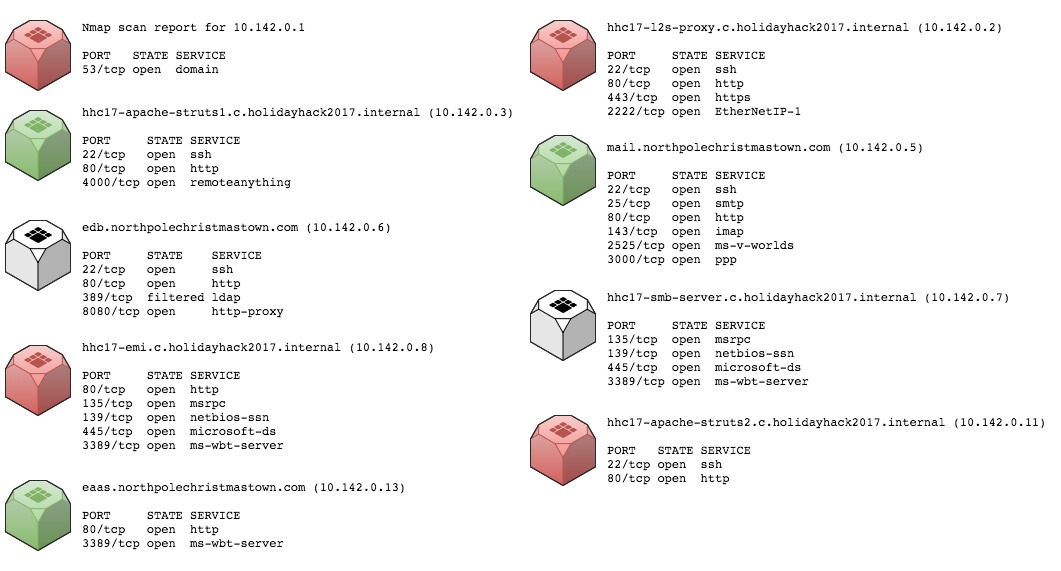 Nmap scan report for 10.142.0.1
PORT STATE SERVICE
53/tcp open domain
hhc17-apache-struts1.c.holidayhack2017.internal (10.142.0.3)
PORT STATE SERVICE
22/tcp open ssh
80/tcp open http
4000/tcp open remoteanything
edb.northpolechristmastown.com (10.142.0.6)
PORT STATE SERVICE
22/tcp open ssh
80/tcp open http
389/tcp filtered ldap
8080/tcp open http-proxy
hhc17-emi.c.holidayhack2017.internal (10.142.0.8)
PORT STATE SERVICE
80/tcp open http
135/tcp open msrpc
139/tcp open netbios-ssn
445/tcp open microsoft-ds
3389/tcp open ms-wbt-server
eaas.northpolechristmastown.com (10.142.0.13)
PORT STATE SERVICE
80/tcp open http
3389/tcp open ms-wbt-server
hhc17-l2s-proxy.c.holidayhack2017.internal (10.142.0.2)
PORT STATE SERVICE
22/tcp open ssh
80/tcp open http
443/tcp open https
2222/tcp open EtherNetIP-1
mail.northpolechristmastown.com (10.142.0.5)
PORT STATE SERVICE
22/tcp open ssh
25/tcp open smtp
80/tcp open http
143/tcp open imap
2525/tcp open ms-v-worlds
3000/tcp open ppp
hhc17-smb-server.c.holidayhack2017.internal (10.142.0.7)
PORT STATE SERVICE
135/tcp open msrpc
139/tcp open netbios-ssn
445/tcp open microsoft-ds
3389/tcp open ms-wbt-server
hhc17-apache-struts2.c.holidayhack2017.internal (10.142.0.11)
PORT STATE SERVICE
22/tcp open ssh
80/tcp open http